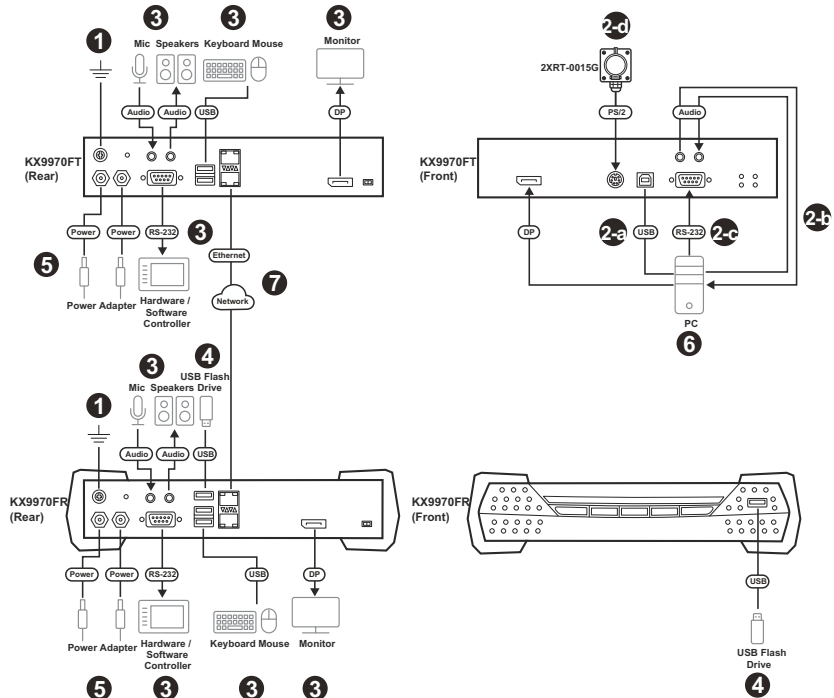 1
3
Mic Speakers
3
Keyboard Mouse
3
Monitor
Audio
Audio
USB
DP
KX9970FT
(Rear)
Power
Power
RS-232
3
5
Power Adapter
Hardware /
Software
Controller
Ethernet
Network
7
2-d
2XRT-0015G
PS/2
Audio
KX9970FT
(Front)
DP
2-a
USB
RS-232
2-c
2-b
PC
6
1
3
Mic Speakers
4
USB Flash
Drive
Audio
Audio
USB
KX9970FR
(Rear)
Power
Power
RS-232
USB
DP
Power Adapter
Hardware /
Software
Controller
Keyboard Mouse
Monitor
5
3
3
3
KX9970FR
(Front)
USB
USB Flash
Drive
4